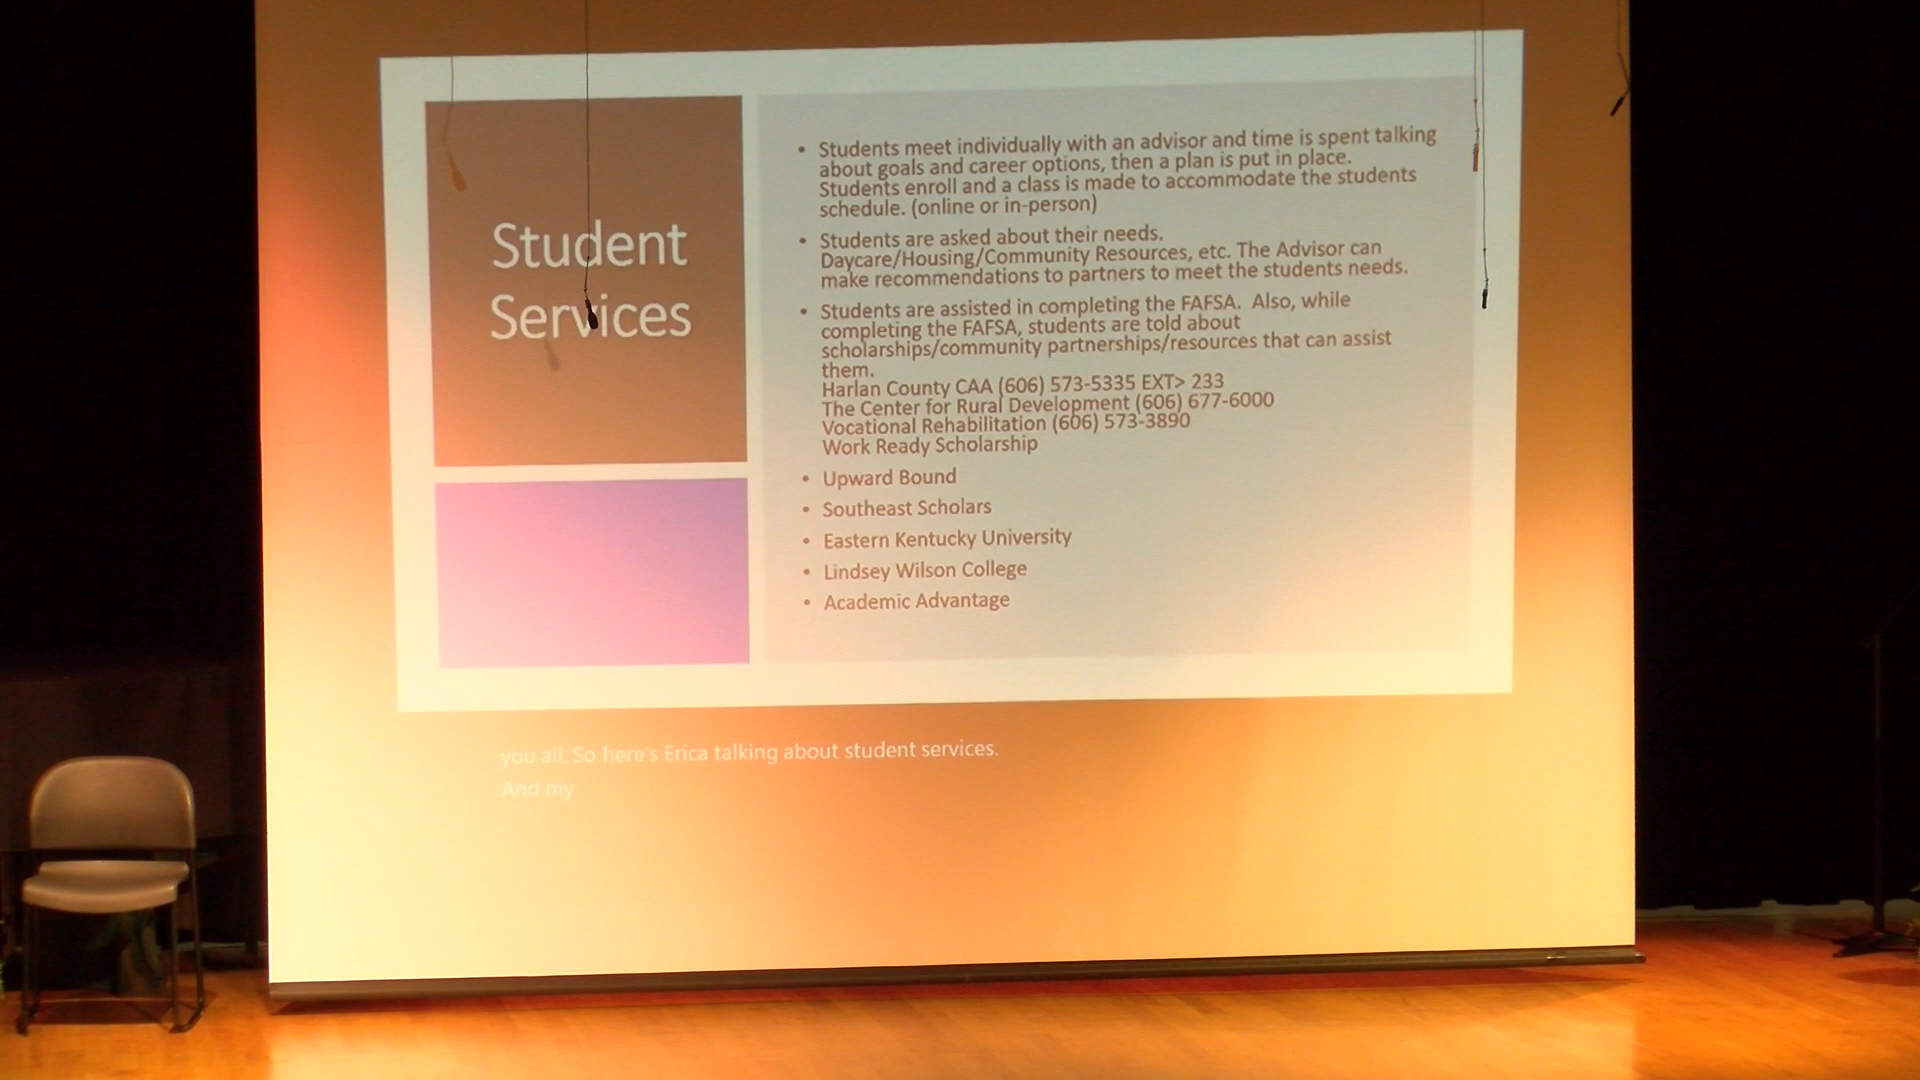 Student
Services
• Students meet individually with an advisor and time is spent talking
about goals and career options, then a plan is put in place.
Students enroll and a class is made to accommodate the students
schedule. (online or in-person)
• Students are asked about their needs.
Daycare/Housing/Community Resources, etc. The Advisor can
make recommendations to partners to meet the students needs.
• Students are assisted in completing the FAFSA.  Also, while
completing the FAFSA, students are told about
scholarships/community partnerships/resources that can assist
them.
Harlan County CAA (606) 573-5335 EXT> 233
The Center for Rural Development (606) 677-6000
Vocational Rehabilitation (606) 573-3890
Work Ready Scholarship
• Upward Bound
• Southeast Scholars
• Eastern Kentucky University
• Lindsey Wilson College
• Academic Advantage
you all. So here's Erica talking about student services.
And my